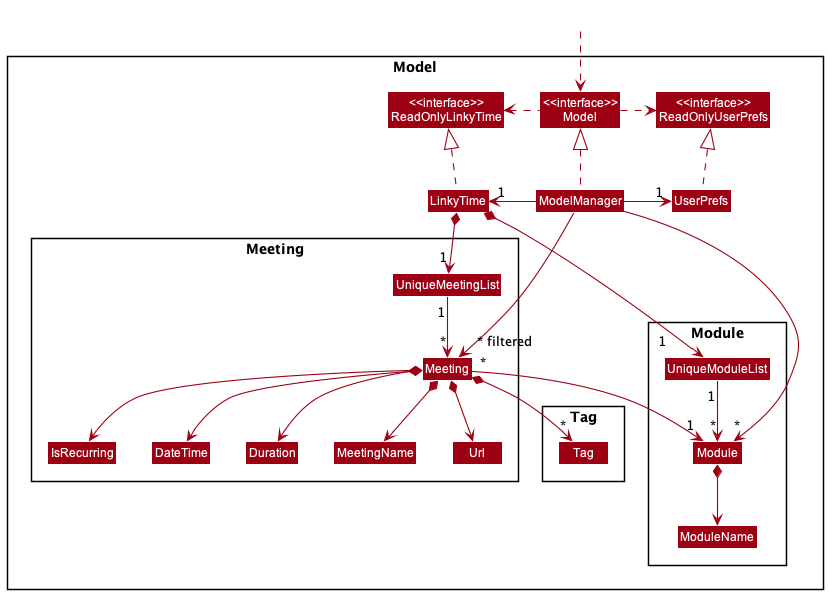 Model
<<interface>>
ReadOnlyLinkyTime
<<interface>>
Model
<<interface>>
ReadOnlyUserPrefs
LinkyTime
1
ModelManager
1
UserPrefs
Meeting
1
UniqueMeetingList
1
*
* filtered
Module
1
UniqueModuleList
Meeting
*
1
Tag
*
1
*
*
IsRecurring
DateTime
Duration
MeetingName
Url
Tag
Module
ModuleName